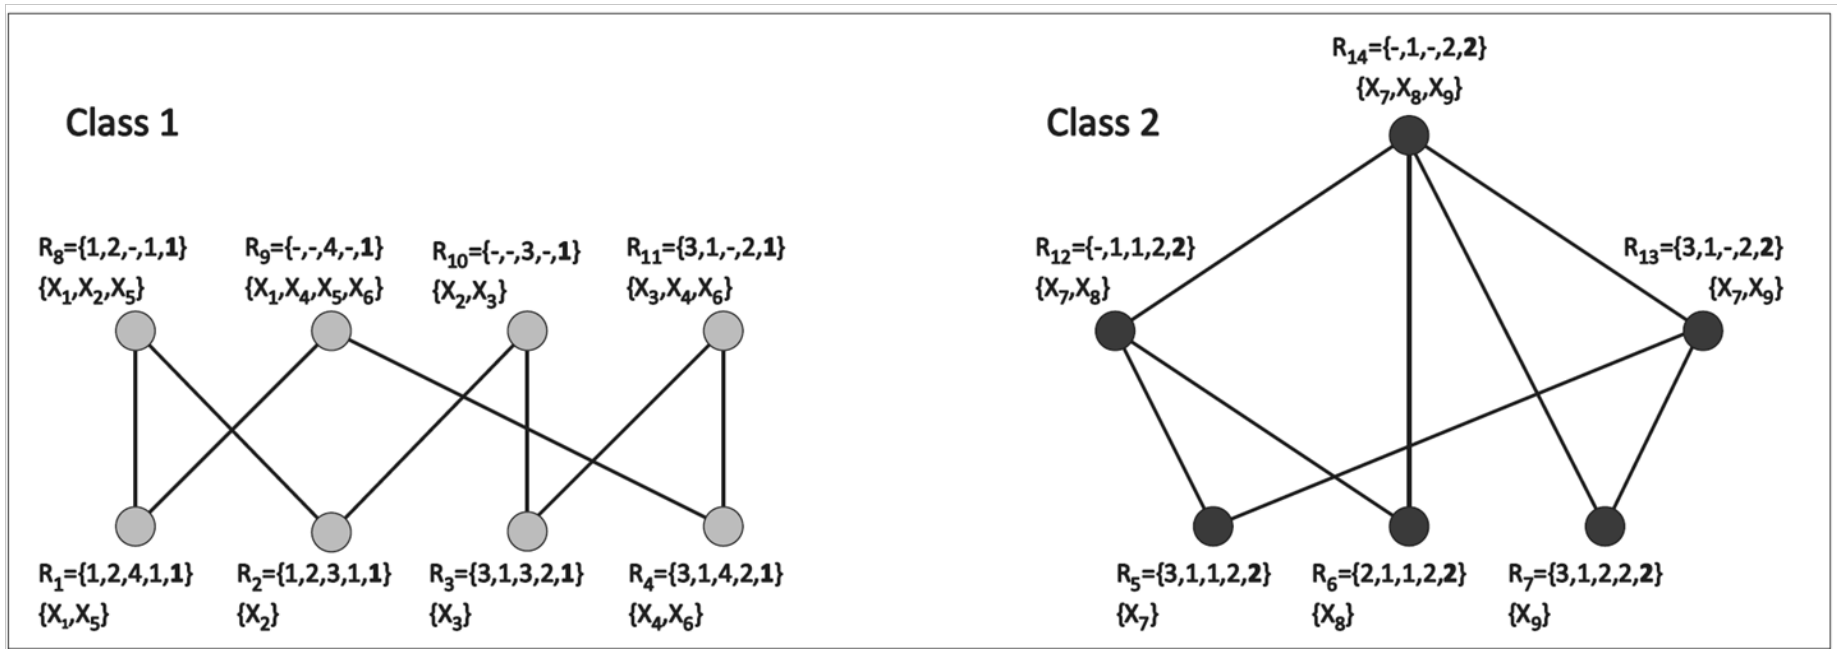 R14={-,1,-,2,2}
{X7,X8,X9}
Class 1
Class 2
R8={1,2,-,1,1}
{X1,X2,X5}
R9={-,-,4,-,1}
{X1,X4,X5,X6}
R10={-,-,3,-,1}
{X2,X3}
R11={3,1,-,2,1}
{X3,X4,X6}
R12={-,1,1,2,2}
{X7,X8}
R13={3,1,-,2,2}
{X7,X9}
R1={1,2,4,1,1}
{X1,X5}
R2={1,2,3,1,1}
{X2}
R3={3,1,3,2,1}
{X3}
R4={3,1,4,2,1}
{X4,X6}
R5={3,1,1,2,2}
{X7}
R6={2,1,1,2,2}
{X8}
R7={3,1,2,2,2}
{X9}